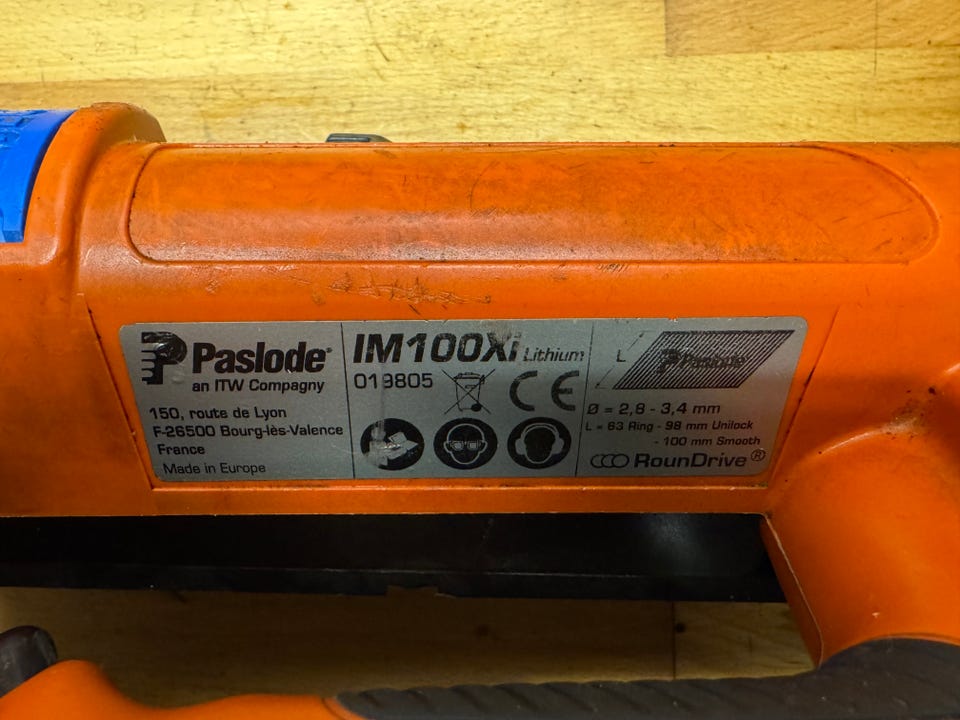 Paslode®
an ITW Compagny
150, route de Lyon
F-26500 Bourg-lès-Valence
France
Made in Europe
IM100Xi Lithium
019805
CE
L
Paslode
Ø = 2,8 - 3,4 mm
L = 63 Ring - 98 mm Unilock
- 100 mm Smooth
RounDrive®